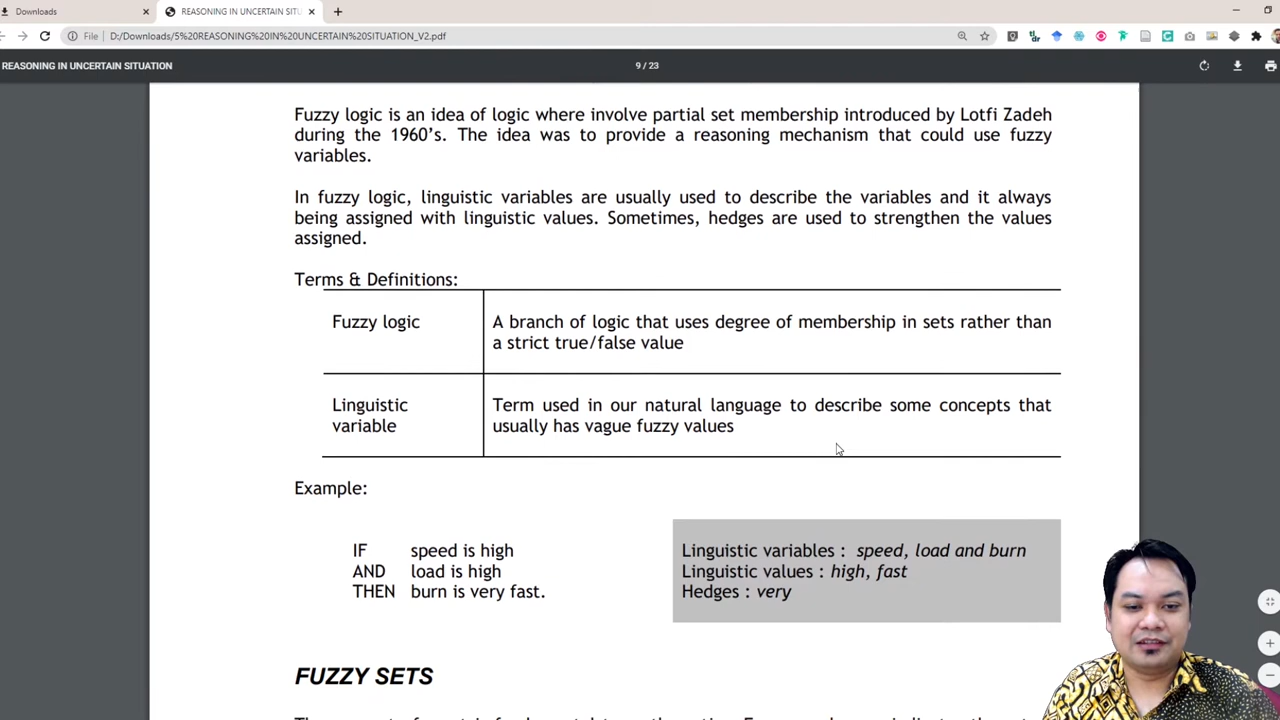 Downloads
REASONING IN UNCERTAIN SITU
File
D:/Downloads/5%20REASONING%20IN%20UNCERTAIN%20SITUATION_V2.pdf
REASONING IN UNCERTAIN SITUATION
9 / 23
Fuzzy logic is an idea of logic where involve partial set membership introduced by Lotfi Zadeh
during the 1960's. The idea was to provide a reasoning mechanism that could use fuzzy
variables.
In fuzzy logic, linguistic variables are usually used to describe the variables and it always
being assigned with linguistic values. Sometimes, hedges are used to strengthen the values
assigned.
Terms & Definitions:
Fuzzy logic
A branch of logic that uses degree of membership in sets rather than
a strict true/false value
Linguistic
variable
Term used in our natural language to describe some concepts that
usually has vague fuzzy values
Example:
IF speed is high
AND load is high
THEN burn is very fast.
Linguistic variables : speed, load and burn
Linguistic values : high, fast
Hedges : very
FUZZY SETS